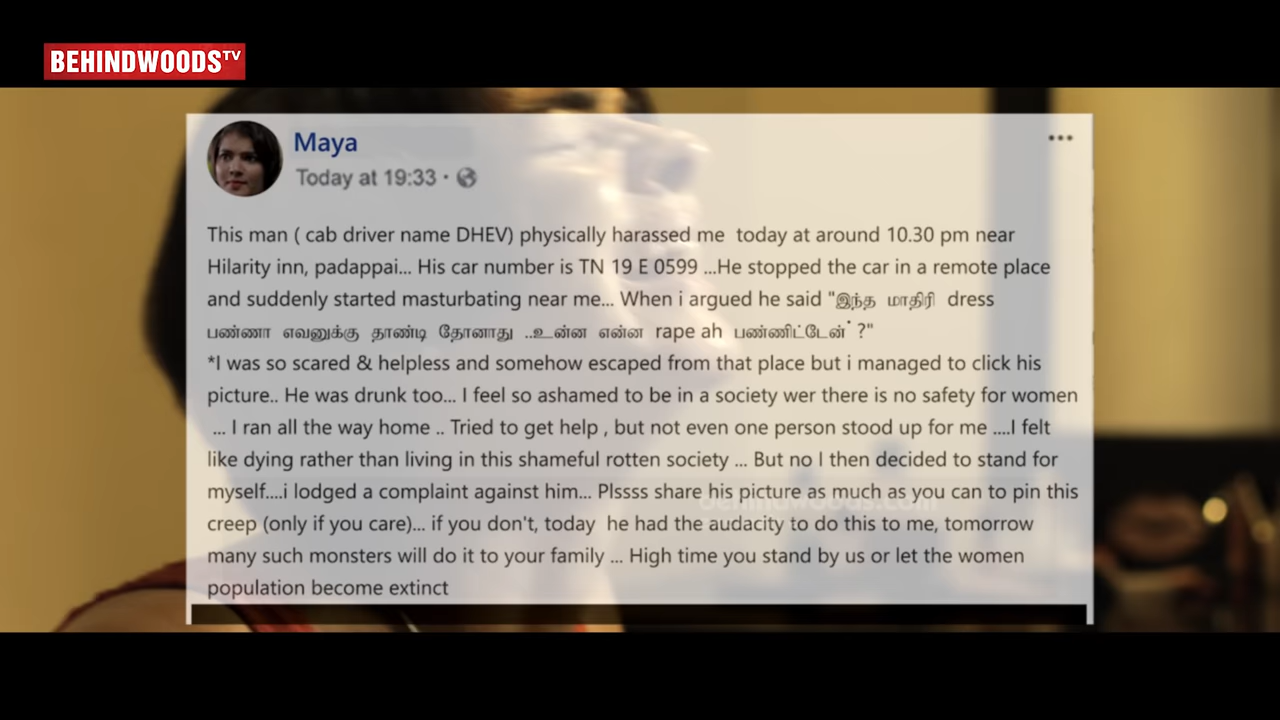 BEHINDWOODS TV
Maya
Today at 19:33 ·
This man ( cab driver name DHEV) physically harassed me today at around 10.30 pm near
Hilarity inn, padappai... His car number is TN 19 E 0599 ...He stopped the car in a remote place
and suddenly started masturbating near me... When i argued he said "இந்த மாதிரி dress
பண்ணா எவனுக்கு தாண்டி தோனாது ..உன்ன என்ன rape ah பண்ணிட்டேன் ?"
*I was so scared & helpless and somehow escaped from that place but i managed to click his
picture.. He was drunk too... I feel so ashamed to be in a society wer there is no safety for women
... I ran all the way home .. Tried to get help , but not even one person stood up for me ....I felt
like dying rather than living in this shameful rotten society ... But no I then decided to stand for
myself....i lodged a complaint against him... Plssss share his picture as much as you can to pin this
creep (only if you care)... if you don't, today he had the audacity to do this to me, tomorrow
many such monsters will do it to your family ... High time you stand by us or let the women
population become extinct
behindwoods.com